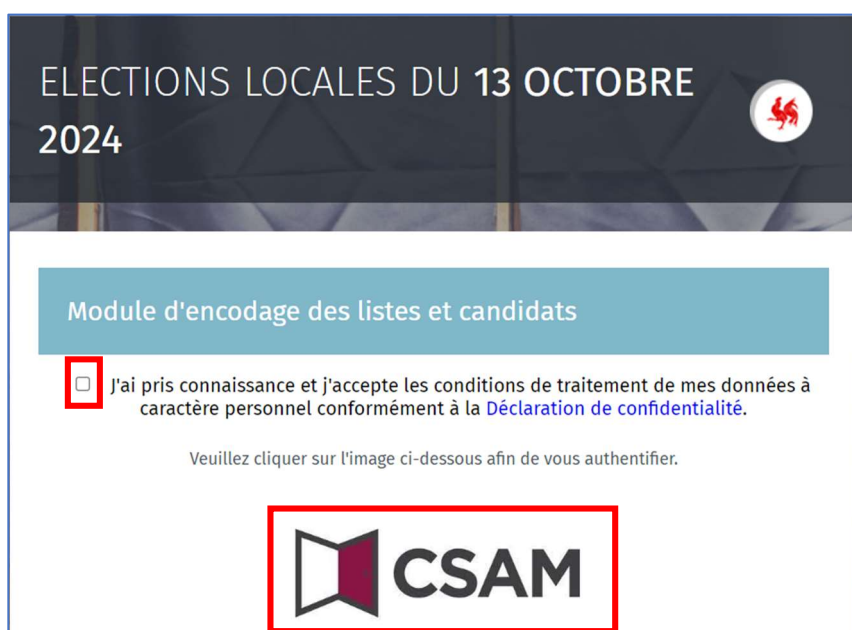 ELECTIONS LOCALES DU 13 OCTOBRE
2024
Module d'encodage des listes et candidats
J'ai pris connaissance et j'accepte les conditions de traitement de mes données à
caractère personnel conformément à la Déclaration de confidentialité.
Veuillez cliquer sur l'image ci-dessous afin de vous authentifier.
CSAM